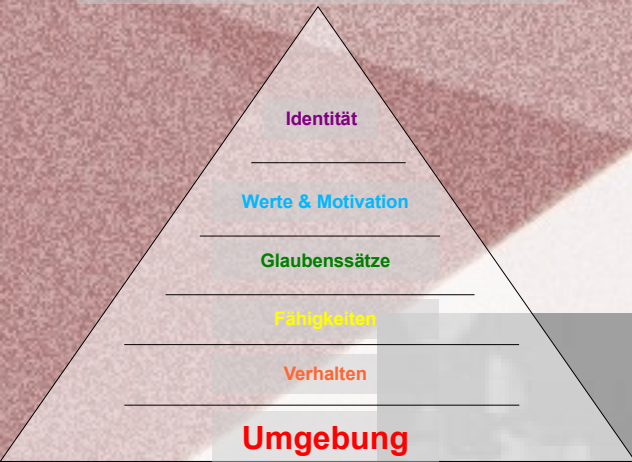 Identität
Werte & Motivation
Glaubenssätze
Fähigkeiten
Verhalten
Umgebung